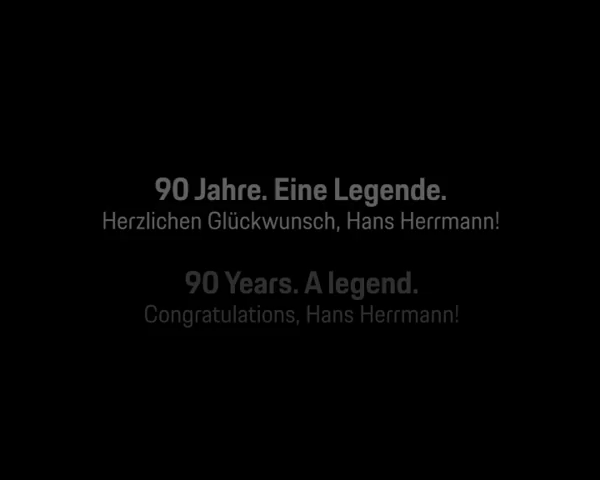 90 Jahre. Eine Legende.
Herzlichen Glückwunsch, Hans Herrmann!
90 Years. A legend.
Congratulations, Hans Herrmann!